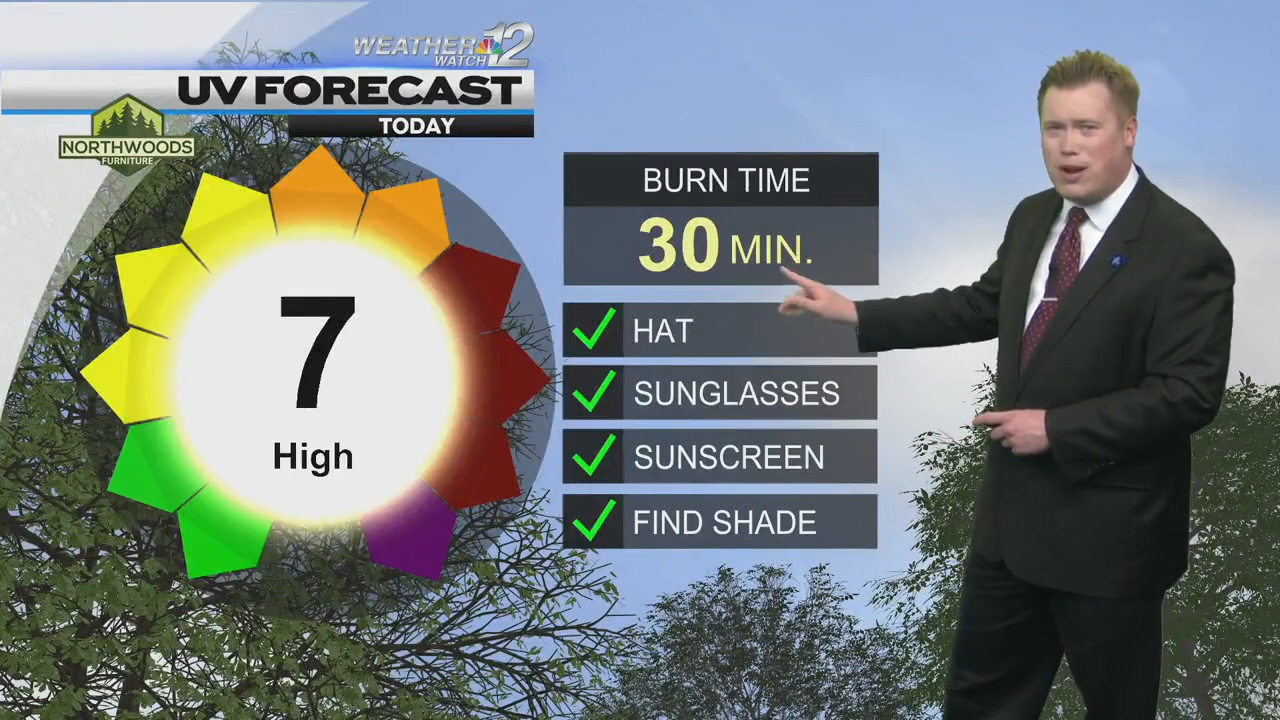 WEATHER 12
WATCH
UV FORECAST
TODAY
NORTHWOODS
FURNITURE
BURN TIME
30 MIN.
7
High
HAT
SUNGLASSES
SUNSCREEN
FIND SHADE